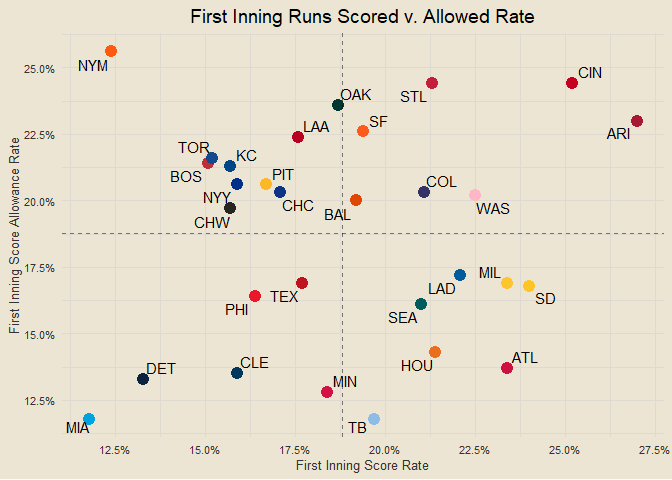 First Inning Runs Scored v. Allowed Rate
NYM
CIN
OAK
STL
SF
ARI
LAA
TOR
KC
BOS
PIT
NYY
CHC
COL
WAS
CHW
BAL
MIL
LAD
SD
TEX
PHI
SEA
HOU
ATL
DET
CLE
MIN
MIA
TB
25.0%
22.5%
20.0%
17.5%
15.0%
12.5%
First Inning Score Allowance Rate
12.5%
15.0%
17.5%
20.0%
22.5%
25.0%
27.5%
First Inning Score Rate